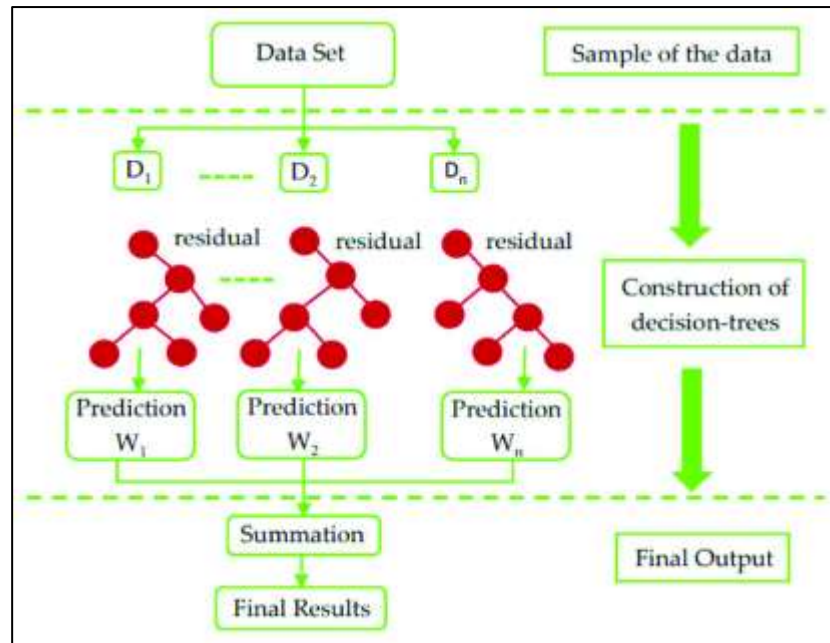 Data Set
Sample of the data
D₁
D₂
Dₙ
residual
residual
residual
Construction of
decision-trees
Prediction
W₁
Prediction
W₂
Prediction
Wₙ
Summation
Final Output
Final Results